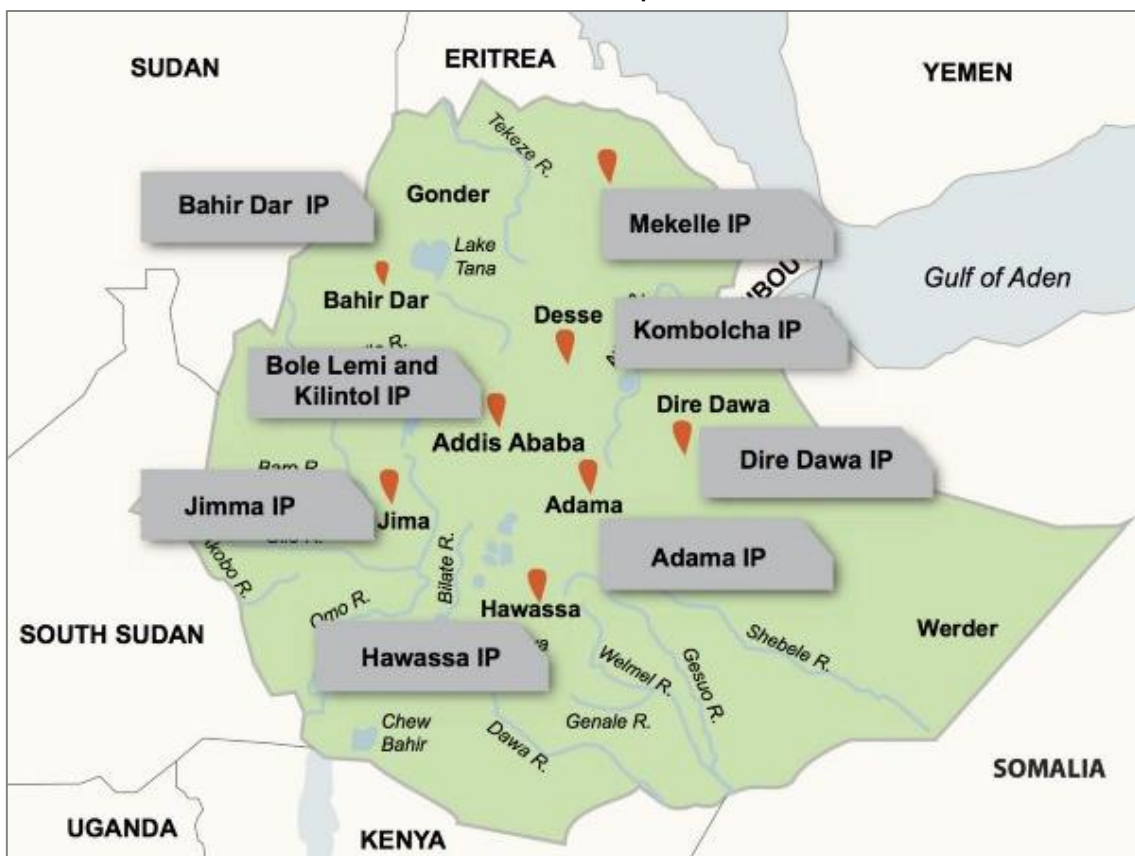 SUDAN
ERITREA
YEMEN
Tekeze R.
Gonder
Bahir Dar IP
Mekelle IP
Lake
Tana
Gulf of Aden
Bahir Dar
Desse
Kombolcha IP
Bole Lemi and
Kilintol IP
Dire Dawa
Addis Ababa
Dire Dawa IP
Jimma IP
Adama
Jima
Adama IP
Bilate R.
Omo R.
Hawassa
SOUTH SUDAN
Werder
Shebele R.
Hawassa IP
Welmel R.
Gesuo R.
Chew
Bahir
Genale R.
Dawa R.
SOMALIA
UGANDA
KENYA